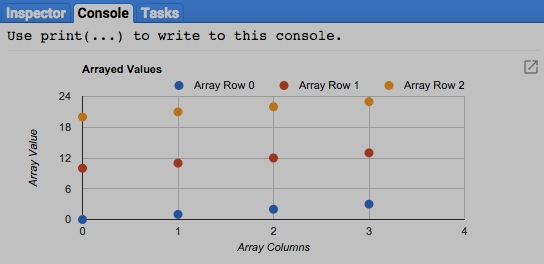 Inspector Console Tasks
Use print(...) to write to this console.
Arrayed Values
Array Row 0 Array Row 1 Array Row 2
24
18
12
6
0
Array Value
0 1 2 3 4
Array Columns